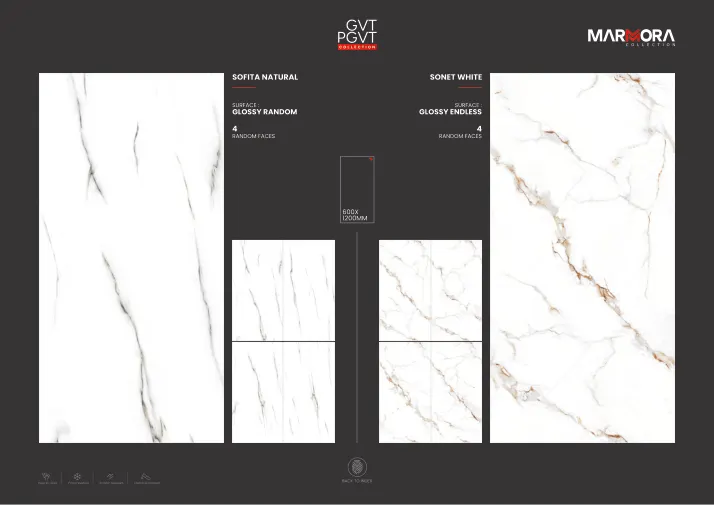 GVT
PGVT
COLLECTION
MARMORA
COLLECTION
SOFITA NATURAL
SURFACE :
GLOSSY RANDOM
4
RANDOM FACES
SONET WHITE
SURFACE :
GLOSSY ENDLESS
4
RANDOM FACES
600X
1200MM
BACK TO INDEX